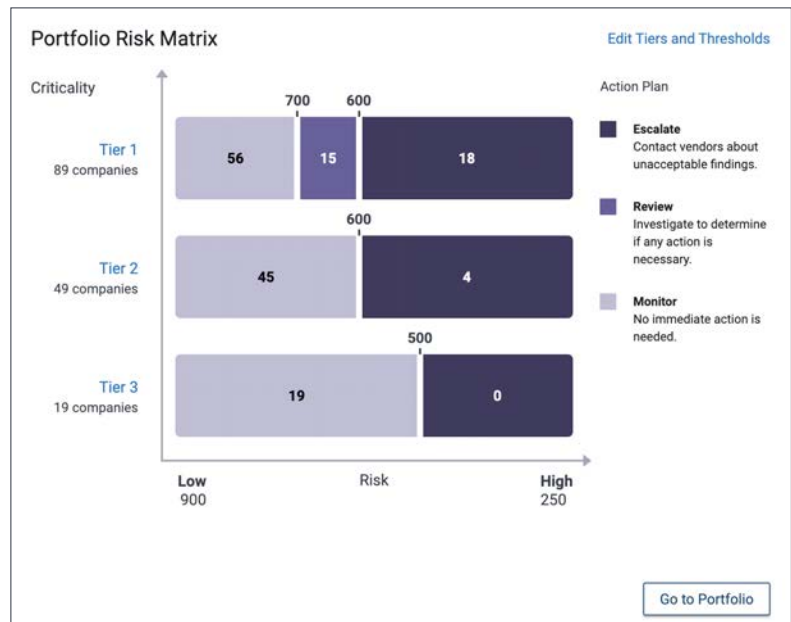 Portfolio Risk Matrix
Edit Tiers and Thresholds
Criticality
Action Plan
700
600
Tier 1
89 companies
56
15
18
Escalate
Contact vendors about
unacceptable findings.
Review
Investigate to determine
if any action is
necessary.
600
Tier 2
49 companies
45
4
Monitor
No immediate action is
needed.
500
Tier 3
19 companies
19
0
Low
900
Risk
High
250
Go to Portfolio